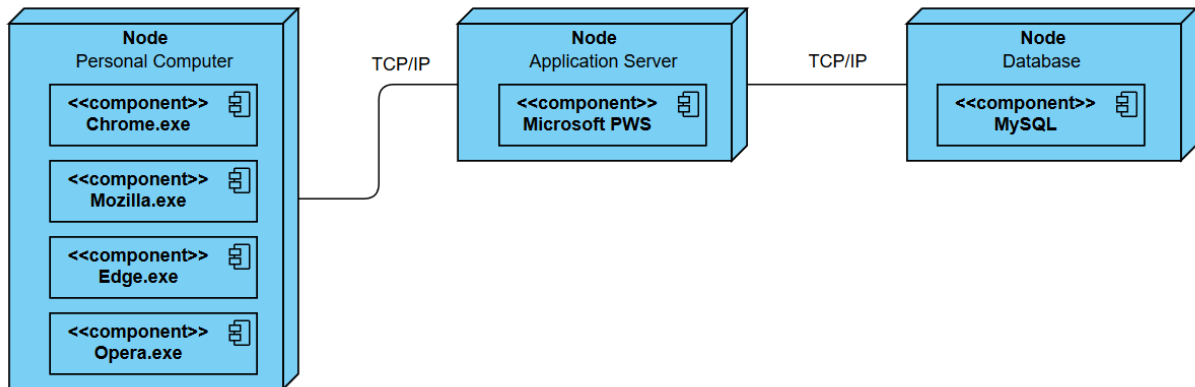 Node
Personal Computer
<<component>>
Chrome.exe
<<component>>
Mozilla.exe
<<component>>
Edge.exe
<<component>>
Opera.exe
TCP/IP
Node
Application Server
<<component>>
Microsoft PWS
TCP/IP
Node
Database
<<component>>
MySQL